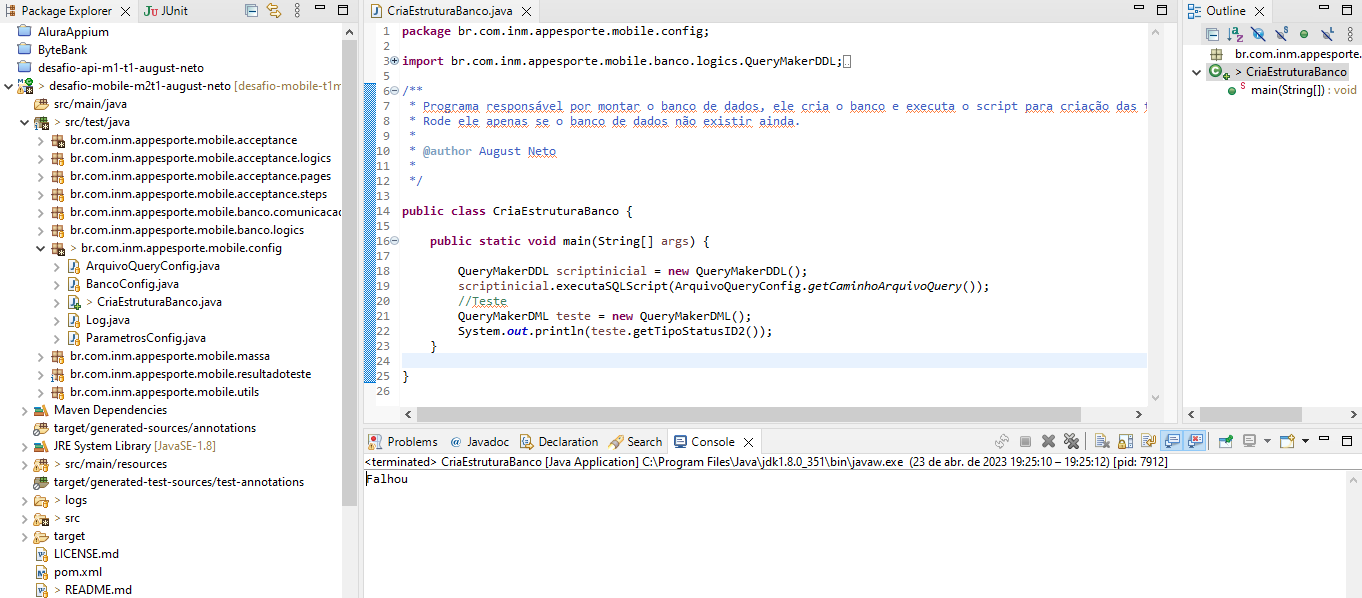 Package Explorer
JUnit
AluraAppium
ByteBank
desafio-api-m1-t1-august-neto
> desafio-mobile-m2t1-august-neto [desafio-mobile-t1m
src/main/java
> src/test/java
br.com.inm.appesporte.mobile.acceptance
br.com.inm.appesporte.mobile.acceptance.logics
br.com.inm.appesporte.mobile.acceptance.pages
br.com.inm.appesporte.mobile.acceptance.steps
br.com.inm.appesporte.mobile.banco.comunicacao
br.com.inm.appesporte.mobile.banco.logics
> br.com.inm.appesporte.mobile.config
ArquivoQueryConfig.java
BancoConfig.java
> CriaEstruturaBanco.java
Log.java
ParametrosConfig.java
br.com.inm.appesporte.mobile.massa
br.com.inm.appesporte.mobile.resultadoteste
br.com.inm.appesporte.mobile.utils
Maven Dependencies
target/generated-sources/annotations
JRE System Library [JavaSE-1.8]
> src/main/resources
target/generated-test-sources/test-annotations
> logs
> src
target
LICENSE.md
pom.xml
> README.md
CriaEstruturaBanco.java
1 package br.com.inm.appesporte.mobile.config;
2
3 import br.com.inm.appesporte.mobile.banco.logics.QueryMakerDDL;
5
6 /**
7 * Programa responsável por montar o banco de dados, ele cria o banco e executa o script para criação das
8 * Rode ele apenas se o banco de dados não existir ainda.
9 *
10 * @author August Neto
11 *
12 */
13
14 public class CriaEstruturaBanco {
15
16 public static void main(String[] args) {
17
18 QueryMakerDDL scriptinicial = new QueryMakerDDL();
19 scriptinicial.executaSQLScript(ArquivoQueryConfig.getCaminhoArquivoQuery());
20 //Teste
21 QueryMakerDML teste = new QueryMakerDML();
22 System.out.println(teste.getTipoStatusID2());
23 }
24
25 }
26
Outline
br.com.inm.appesporte.
> CriaEstruturaBanco
main(String[]) : void
Problems
Javadoc
Declaration
Search
Console
<terminated> CriaEstruturaBanco [Java Application] C:\Program Files\Java\jdk1.8.0_351\bin\javaw.exe (23 de abr. de 2023 19:25:10 – 19:25:12) [pid: 7912]
Falhou